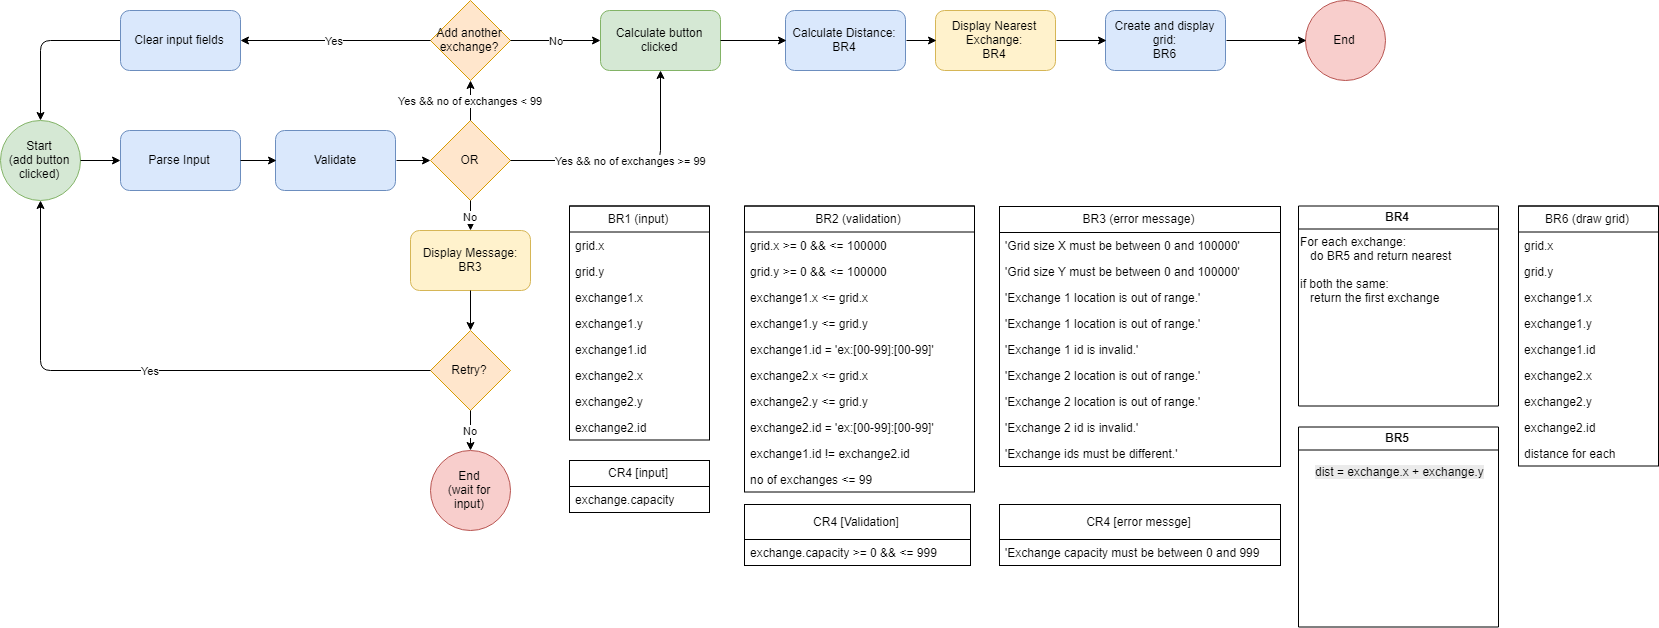 Clear input fields
Yes
Add another
exchange?
No
Calculate button
clicked
Calculate Distance:
BR4
Display Nearest
Exchange:
BR4
Create and display
grid:
BR6
End
Yes && no of exchanges < 99
Start
(add button
clicked)
Parse Input
Validate
OR
Yes && no of exchanges >= 99
No
Display Message:
BR3
Retry?
Yes
No
End
(wait for
input)
BR1 (input)
grid.x
grid.y
exchange1.x
exchange1.y
exchange1.id
exchange2.x
exchange2.y
exchange2.id
CR4 [input]
exchange.capacity
BR2 (validation)
grid.x >= 0 && <= 100000
grid.y >= 0 && <= 100000
exchange1.x <= grid.x
exchange1.y <= grid.y
exchange1.id = 'ex:[00-99]:[00-99]'
exchange2.x <= grid.x
exchange2.y <= grid.y
exchange2.id = 'ex:[00-99]:[00-99]'
exchange1.id != exchange2.id
no of exchanges <= 99
CR4 [Validation]
exchange.capacity >= 0 && <= 999
BR3 (error message)
'Grid size X must be between 0 and 100000'
'Grid size Y must be between 0 and 100000'
'Exchange 1 location is out of range.'
'Exchange 1 location is out of range.'
'Exchange 1 id is invalid.'
'Exchange 2 location is out of range.'
'Exchange 2 location is out of range.'
'Exchange 2 id is invalid.'
'Exchange ids must be different.'
CR4 [error messge]
'Exchange capacity must be between 0 and 999
BR4
For each exchange:
do BR5 and return nearest
if both the same:
return the first exchange
BR5
dist = exchange.x + exchange.y
BR6 (draw grid)
grid.x
grid.y
exchange1.x
exchange1.y
exchange1.id
exchange2.x
exchange2.y
exchange2.id
distance for each